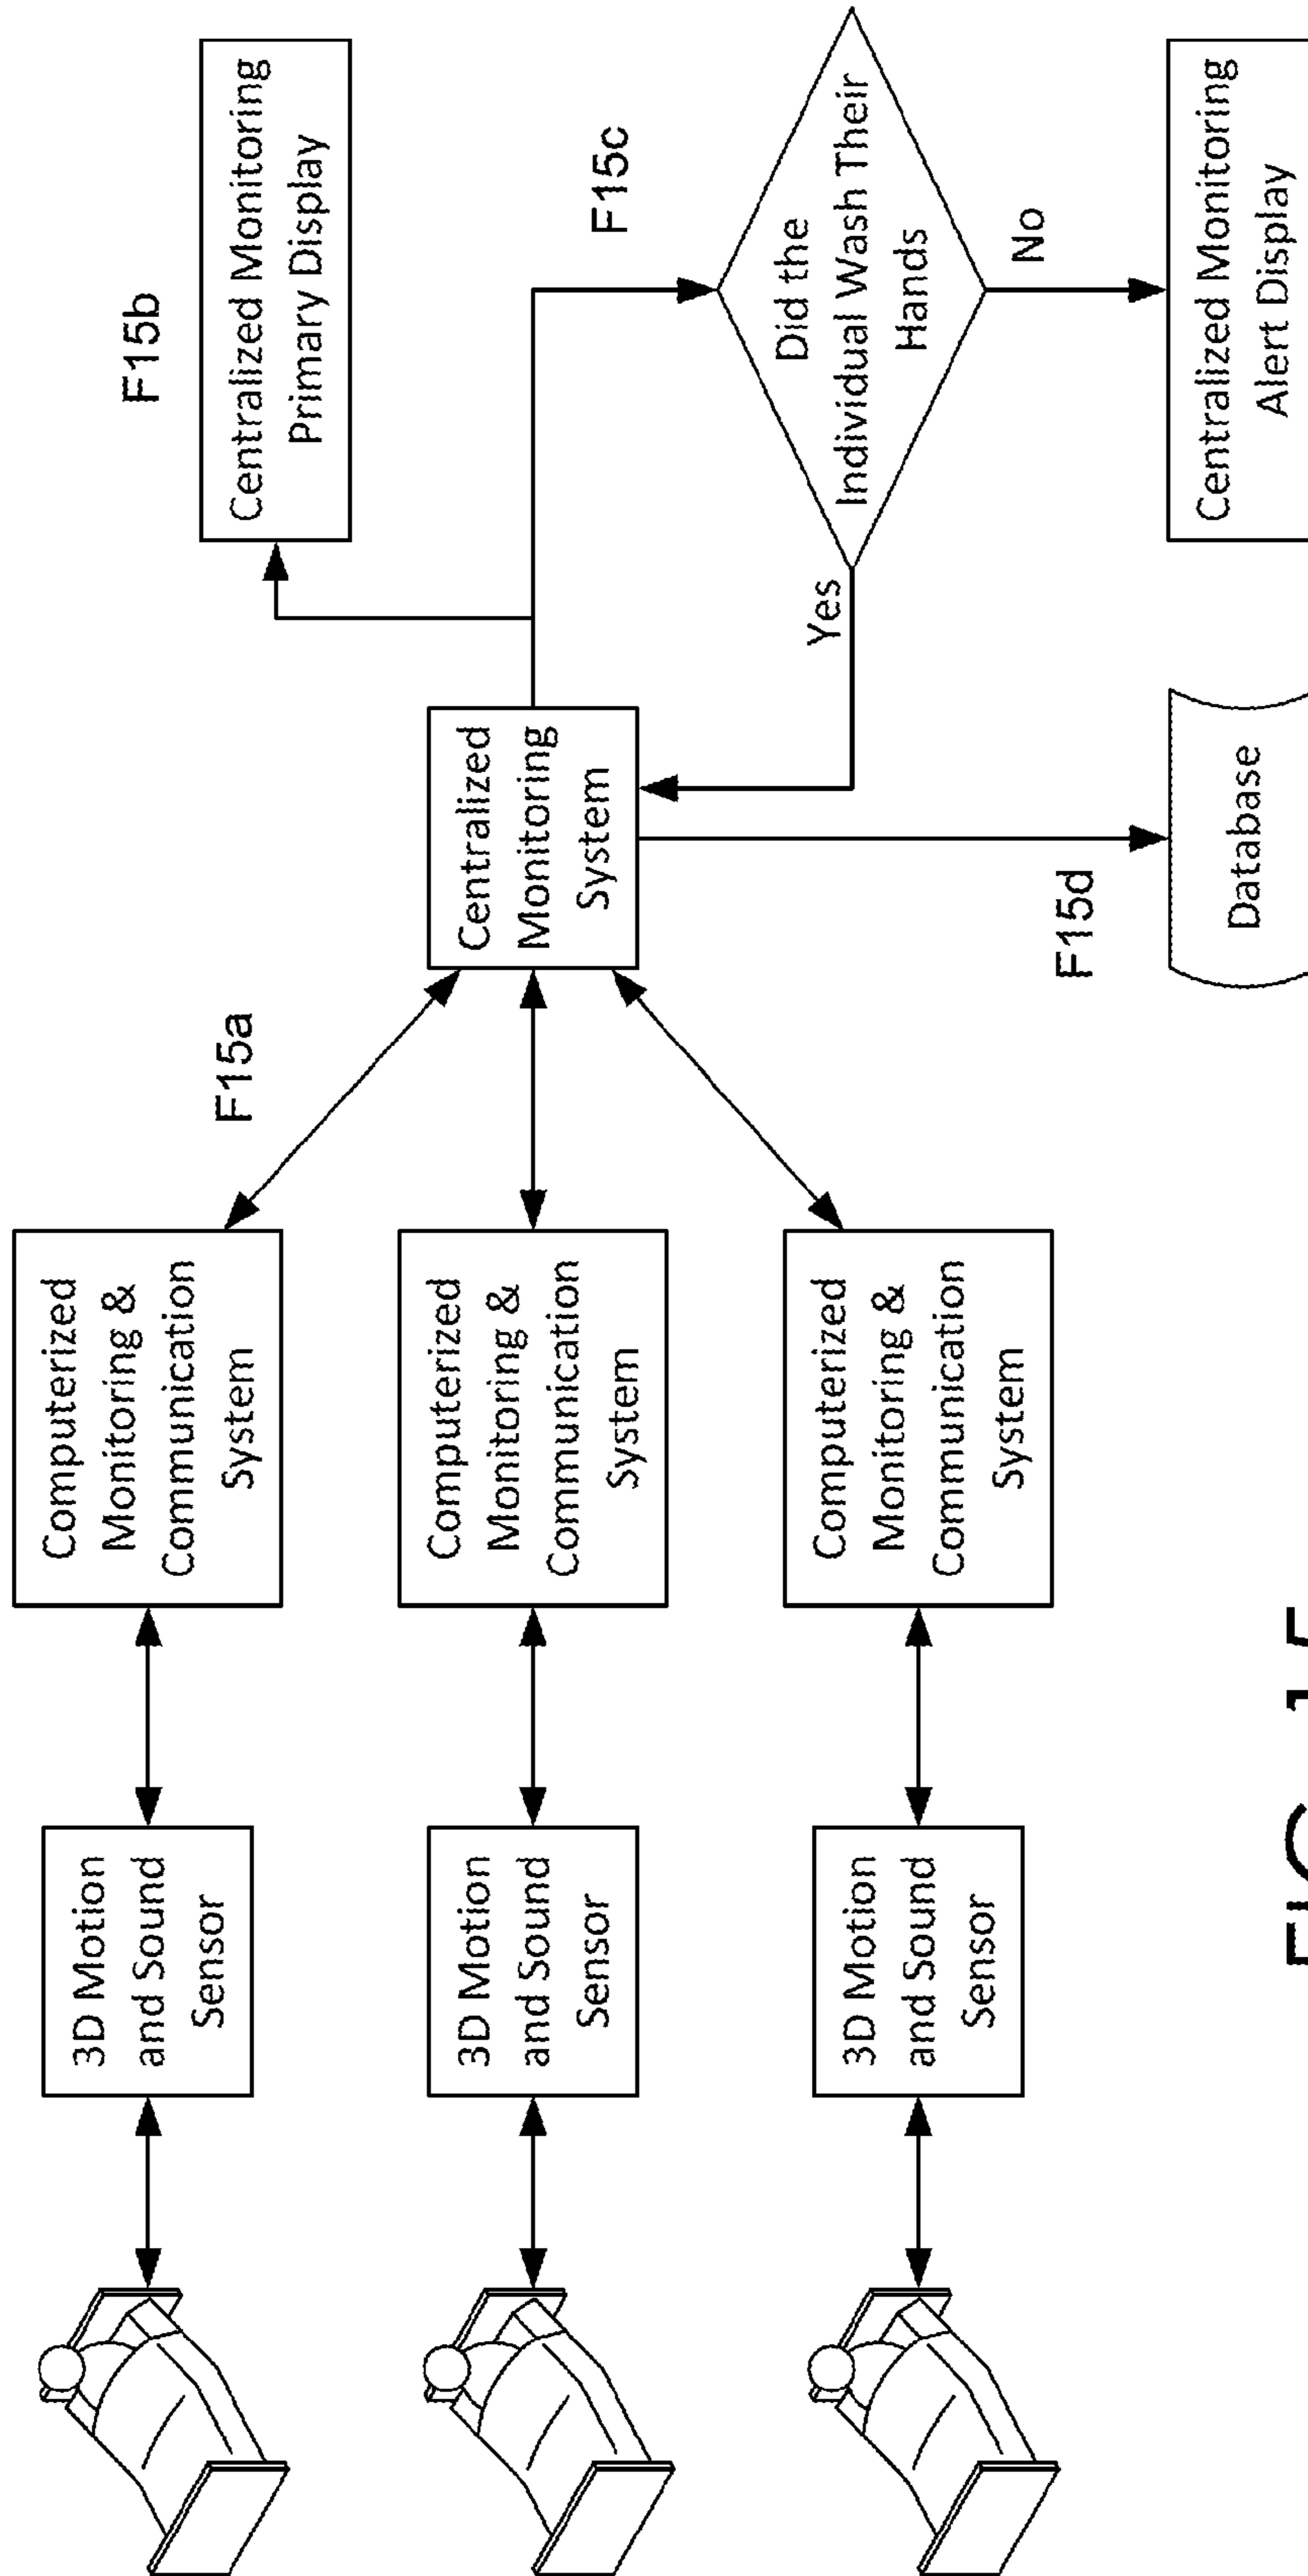 3D Motion
and Sound
Sensor
Computerized
Monitoring &
Communication
System
F15a
3D Motion
and Sound
Sensor
Computerized
Monitoring &
Communication
System
3D Motion
and Sound
Sensor
Computerized
Monitoring &
Communication
System
Centralized
Monitoring
System
F15b
Centralized Monitoring
Primary Display
F15c
Did the
Individual Wash Their
Hands
Yes
No
F15d
Database
Centralized Monitoring
Alert Display